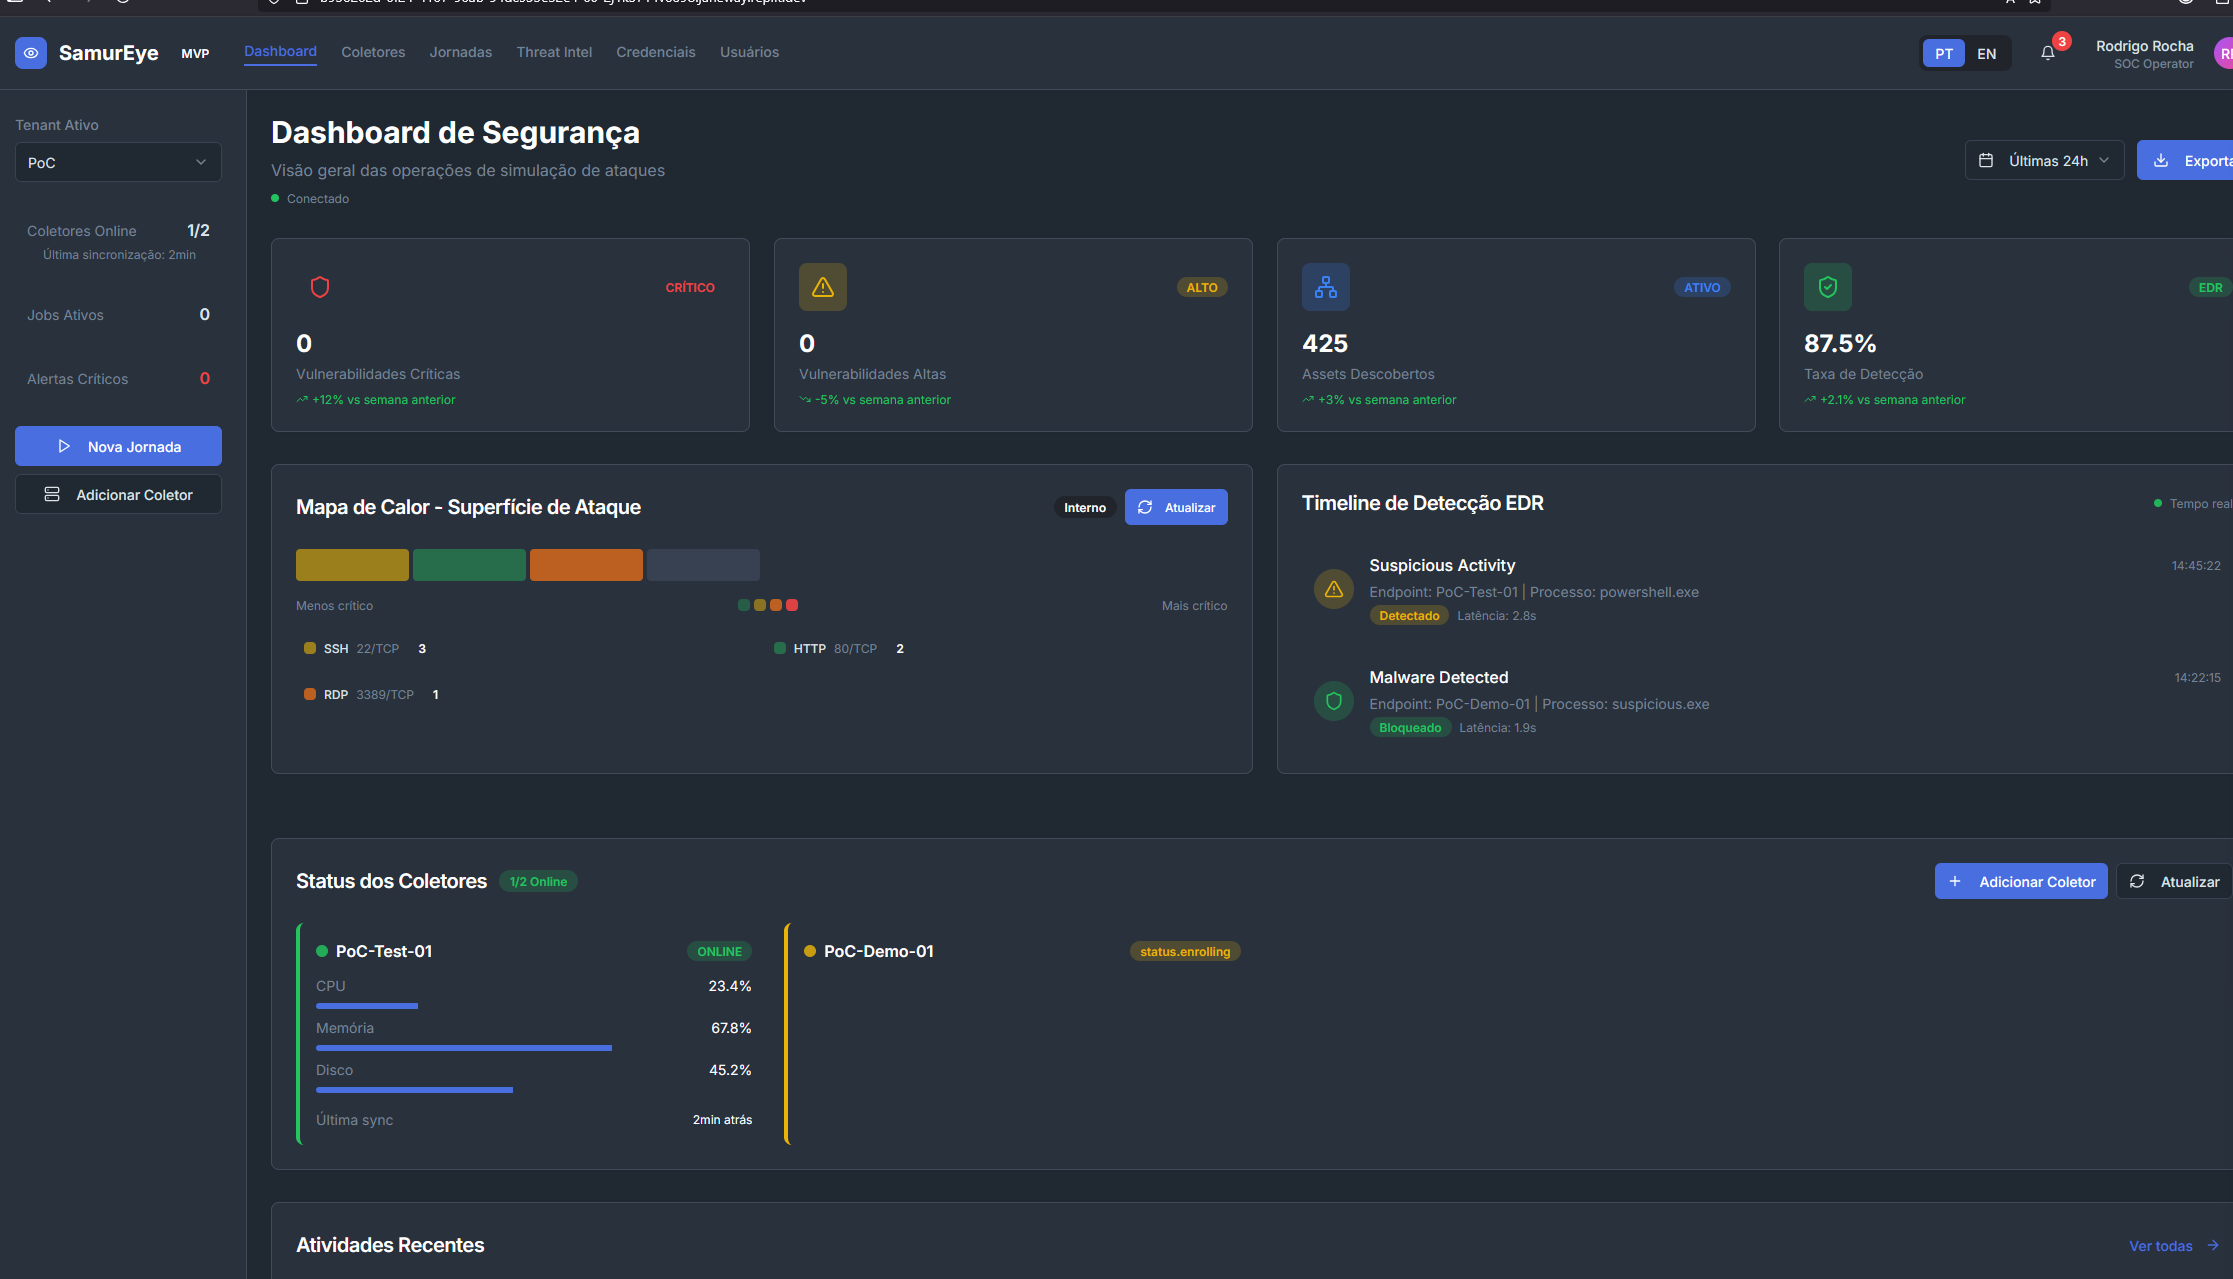 SamurEye MVP Dashboard Coletores Jornadas Threat Intel Credenciais Usuários PT EN 3 Rodrigo Rocha
SOC Operator
Tenant Ativo
PoC
Coletores Online 1/2
Última sincronização: 2min
Jobs Ativos 0
Alertas Críticos 0
Nova Jornada
Adicionar Coletor
Dashboard de Segurança
Visão geral das operações de simulação de ataques
Conectado
Últimas 24h
Exporta
CRÍTICO
0
Vulnerabilidades Críticas
+12% vs semana anterior
ALTO
0
Vulnerabilidades Altas
-5% vs semana anterior
ATIVO
425
Assets Descobertos
+3% vs semana anterior
EDR
87.5%
Taxa de Detecção
+2.1% vs semana anterior
Mapa de Calor - Superfície de Ataque
Interno
Atualizar
Menos crítico
Mais crítico
SSH 22/TCP 3
HTTP 80/TCP 2
RDP 3389/TCP 1
Timeline de Detecção EDR
Tempo real
Suspicious Activity 14:45:22
Endpoint: PoC-Test-01 | Processo: powershell.exe
Detectado Latência: 2.8s
Malware Detected 14:22:15
Endpoint: PoC-Demo-01 | Processo: suspicious.exe
Bloqueado Latência: 1.9s
Status dos Coletores 1/2 Online
Adicionar Coletor
Atualizar
PoC-Test-01 ONLINE
CPU 23.4%
Memória 67.8%
Disco 45.2%
Última sync 2min atrás
PoC-Demo-01 status.enrolling
Atividades Recentes
Ver todas